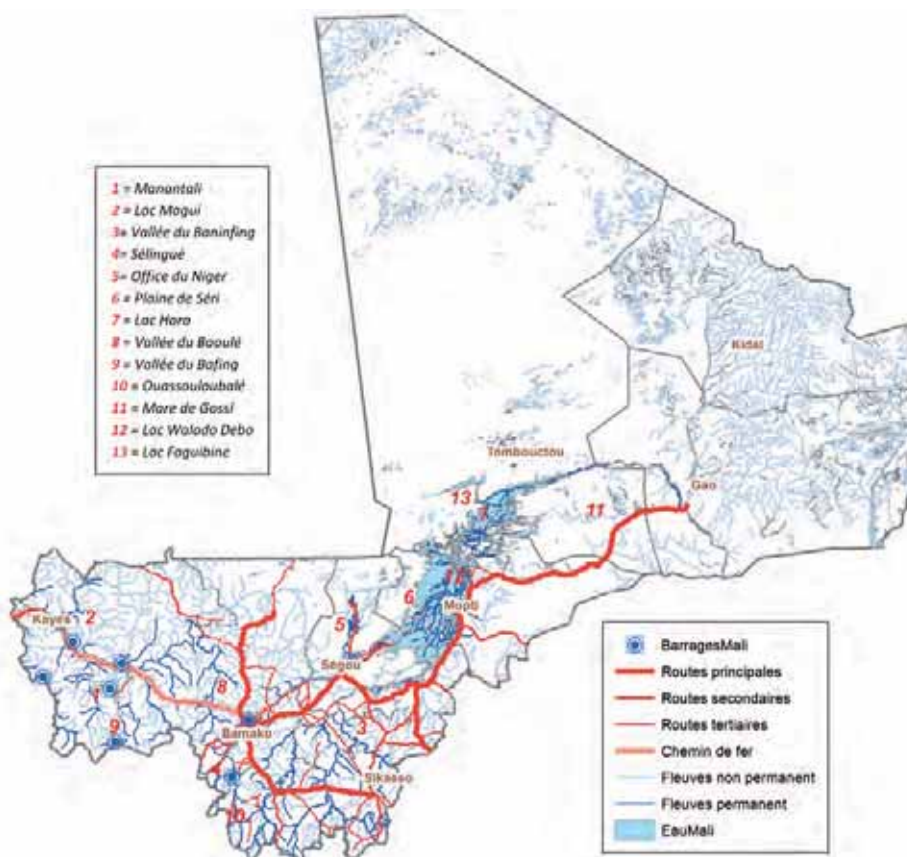 1 = Manantali
2 = Lac Magui
3= Vallée du Baninfing
4= Sélingué
5= Office du Niger
6 = Plaine de Séri
7 = Lac Horo
8 = Vallée du Baoulé
9 = Vallée du Bafing
10 = Ouassouloubalé
11 = Mare de Gossi
12 = Lac Walado Debo
13 = Lac Faguibine
Kidal
Tombouctou
Gao
13
11
6
Mopti
Kayes
2
5
Ségou
8
3
9
Bamako
Sikasso
10
BarragesMali
Routes principales
Routes secondaires
Routes tertiaires
Chemin de fer
Fleuves non permanent
Fleuves permanent
EauMali